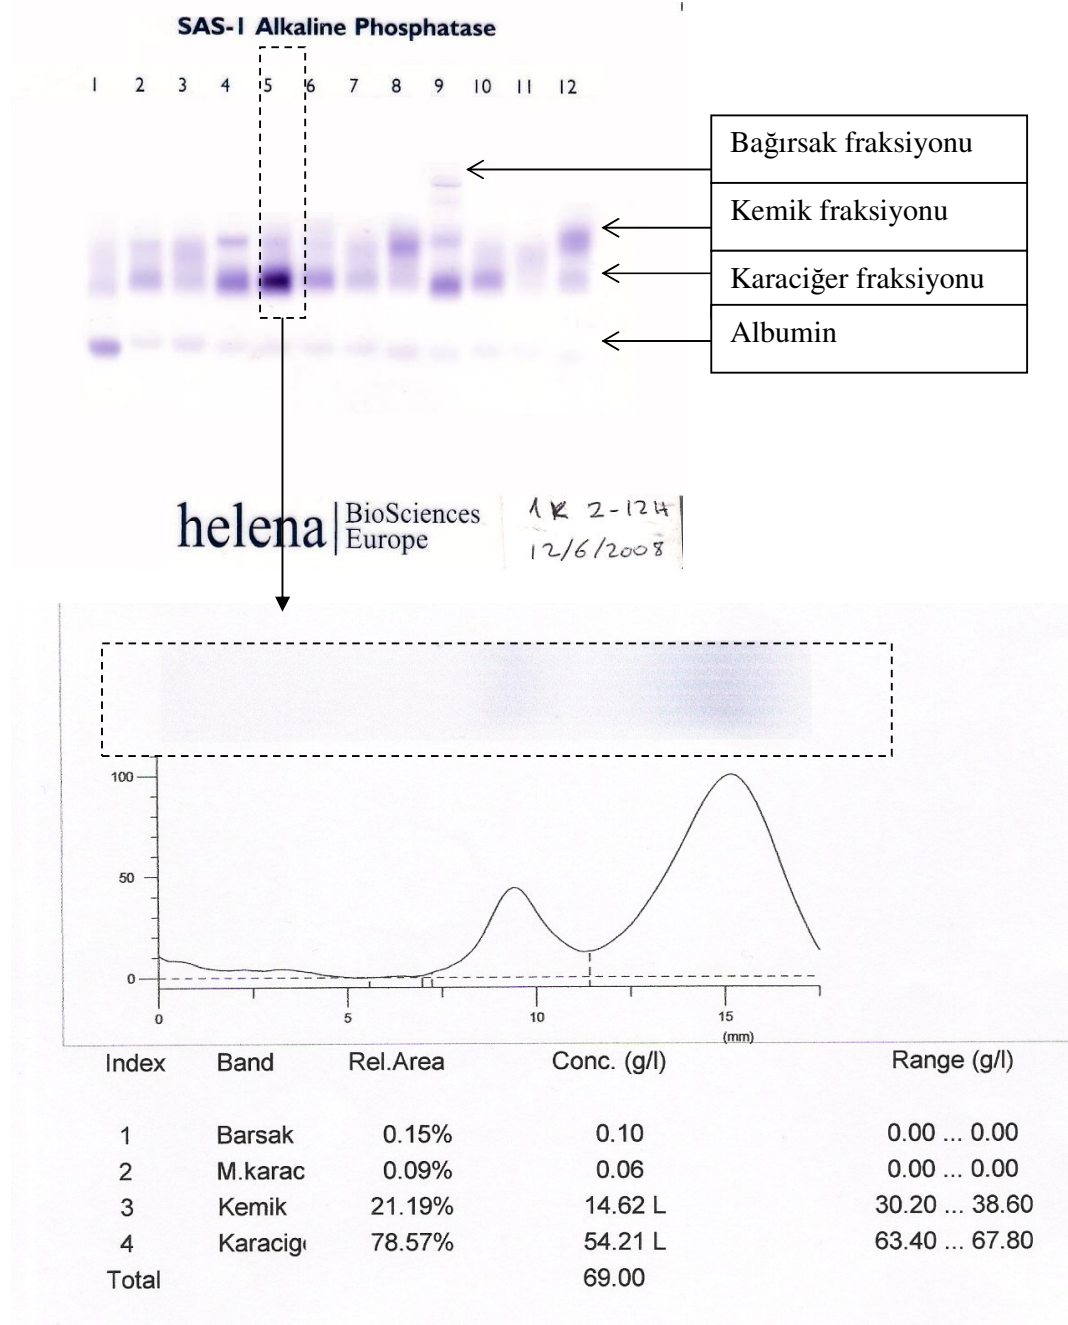 SAS-1 Alkaline Phosphatase
1 2 3 4 5 6 7 8 9 10 11 12
Bağırsak fraksiyonu
Kemik fraksiyonu
Karaciğer fraksiyonu
Albumin
helena BioSciences
Europe
1K 2-12H
12/6/2008
100
50
0
0 5 10 15
(mm)
Index Band Rel.Area Conc. (g/l) Range (g/l)
1 Barsak 0.15% 0.10 0.00 ... 0.00
2 M.karac 0.09% 0.06 0.00 ... 0.00
3 Kemik 21.19% 14.62 L 30.20 ... 38.60
4 Karacig 78.57% 54.21 L 63.40 ... 67.80
Total 69.00